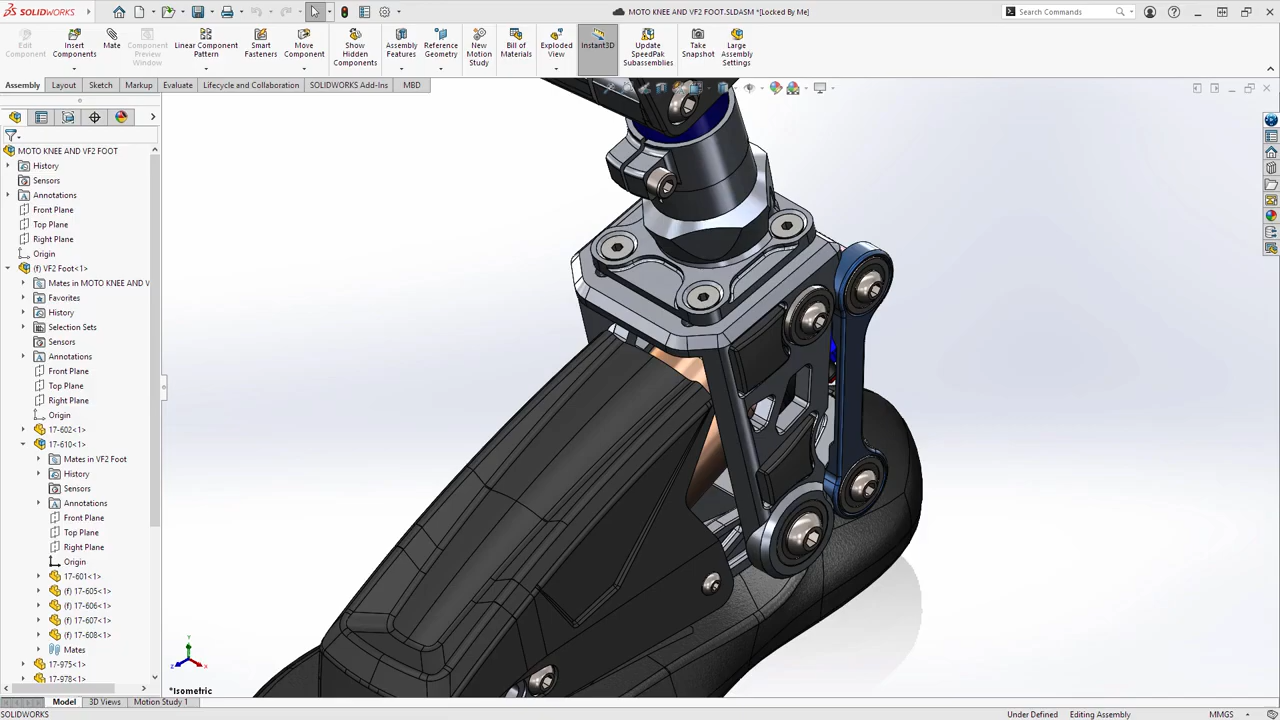 SOLIDWORKS
MOTO KNEE AND VF2 FOOT.SLDASM *[Locked By Me]
Search Commands
Edit Component
Insert Components
Mate
Component Preview Window
Linear Component Pattern
Smart Fasteners
Move Component
Show Hidden Components
Assembly Features
Reference Geometry
New Motion Study
Bill of Materials
Exploded View
Instant3D
Update SpeedPak Subassemblies
Take Snapshot
Large Assembly Settings
Assembly Layout Sketch Markup Evaluate Lifecycle and Collaboration SOLIDWORKS Add-Ins MBD
MOTO KNEE AND VF2 FOOT
History
Sensors
Annotations
Front Plane
Top Plane
Right Plane
Origin
(f) VF2 Foot<1>
Mates in MOTO KNEE AND V
Favorites
History
Selection Sets
Sensors
Annotations
Front Plane
Top Plane
Right Plane
Origin
17-602<1>
17-610<1>
Mates in VF2 Foot
History
Sensors
Annotations
Front Plane
Top Plane
Right Plane
Origin
17-601<1>
(f) 17-605<1>
(f) 17-606<1>
(f) 17-607<1>
(f) 17-608<1>
Mates
17-975<1>
17-978<1>
Y
Z
X
*Isometric
Model 3D Views Motion Study 1
SOLIDWORKS Under Defined Editing Assembly MMGS